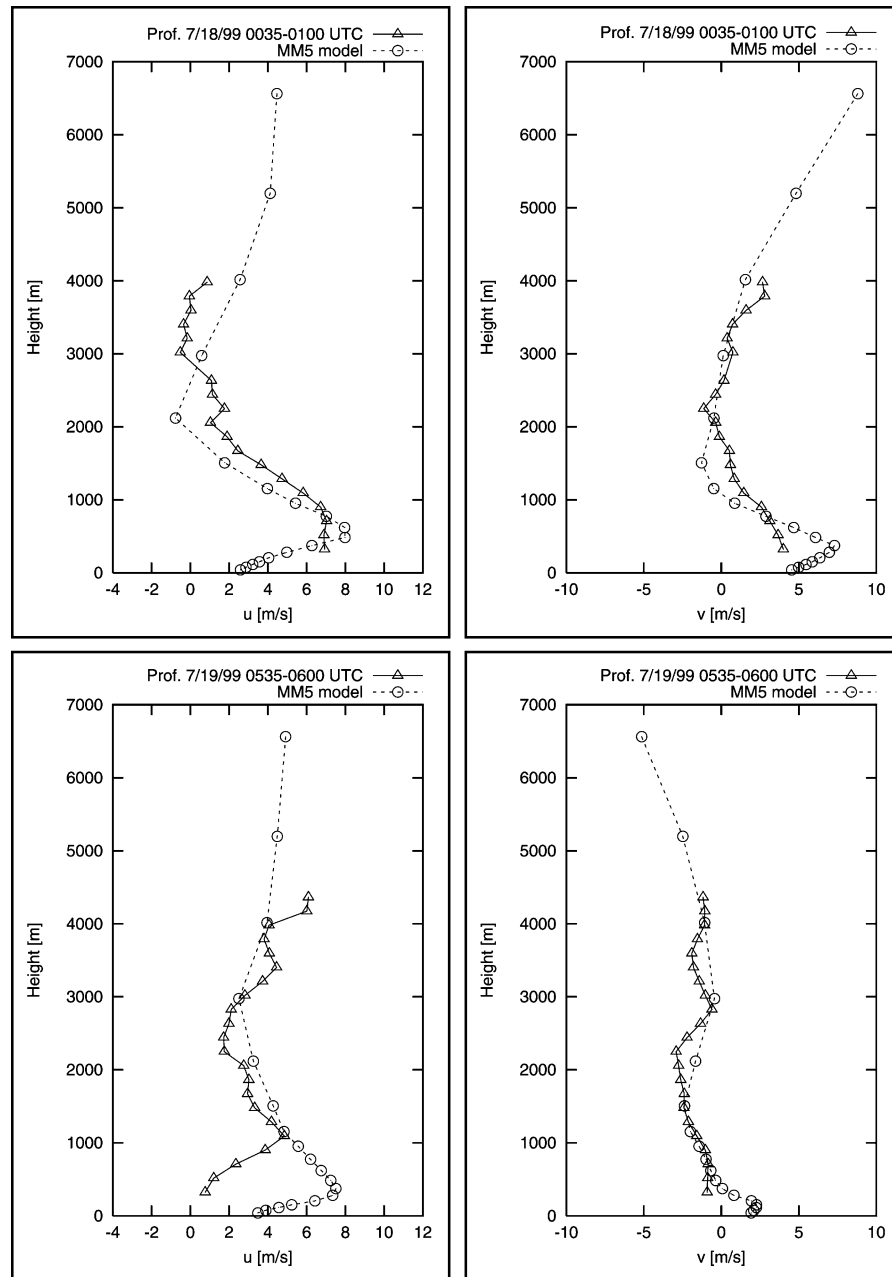 Prof. 7/18/99 0035-0100 UTC
MM5 model
7000
6000
5000
4000
3000
2000
1000
0
Height [m]
-4 -2 0 2 4 6 8 10 12
u [m/s]
Prof. 7/18/99 0035-0100 UTC
MM5 model
7000
6000
5000
4000
3000
2000
1000
0
Height [m]
-10 -5 0 5 10
v [m/s]
Prof. 7/19/99 0535-0600 UTC
MM5 model
7000
6000
5000
4000
3000
2000
1000
0
Height [m]
-4 -2 0 2 4 6 8 10 12
u [m/s]
Prof. 7/19/99 0535-0600 UTC
MM5 model
7000
6000
5000
4000
3000
2000
1000
0
Height [m]
-10 -5 0 5 10
v [m/s]